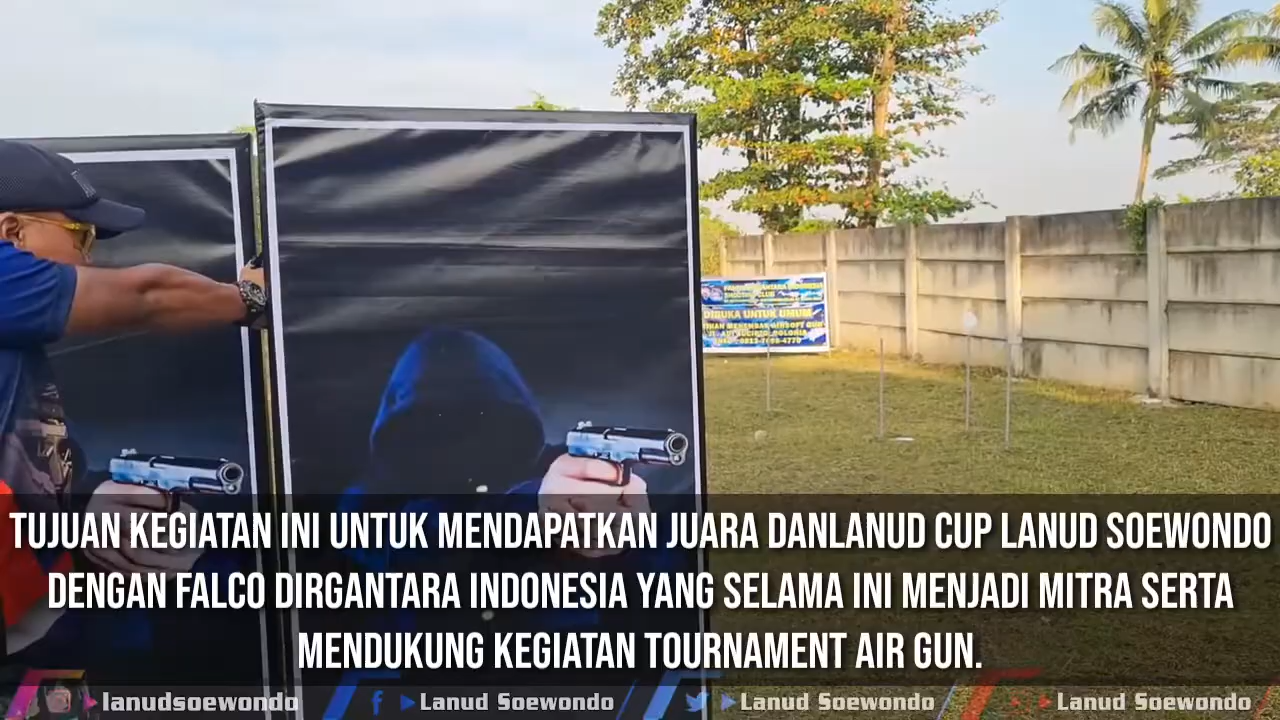 DIBUKA UNTUK UMUM
TUJUAN KEGIATAN INI UNTUK MENDAPATKAN JUARA DANLANUD CUP LANUD SOEWONDO
DENGAN FALCO DIRGANTARA INDONESIA YANG SELAMA INI MENJADI MITRA SERTA
MENDUKUNG KEGIATAN TOURNAMENT AIR GUN.
lanudsoewondo
Lanud Soewondo
Lanud Soewondo
Lanud Soewondo